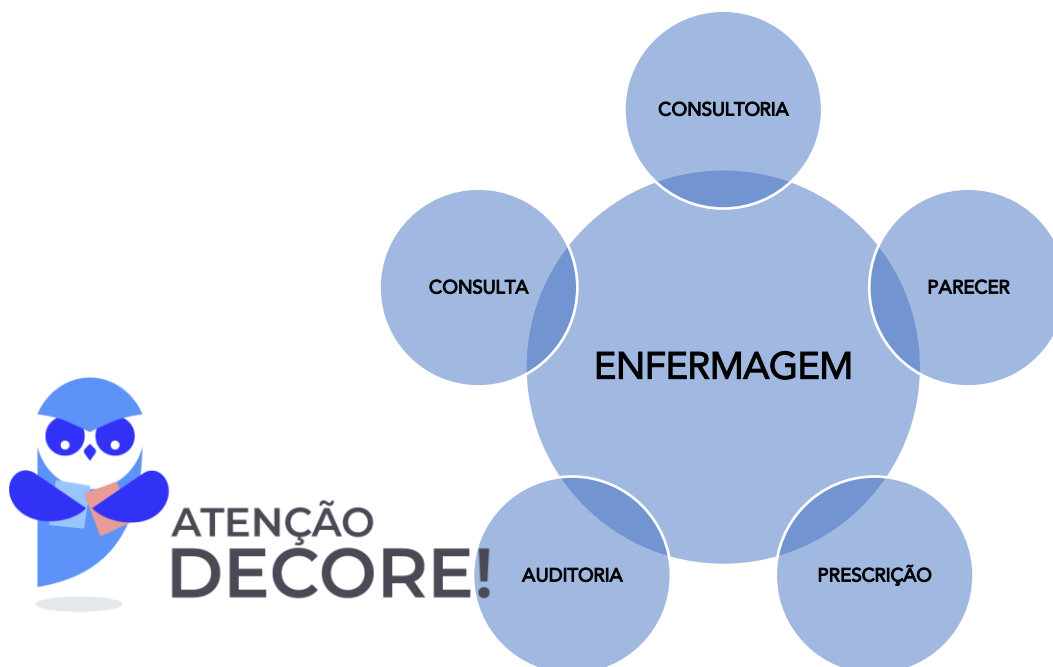 CONSULTORIA
CONSULTA
PARECER
ENFERMAGEM
ATENÇÃO
DECORE!
AUDITORIA
PRESCRIÇÃO